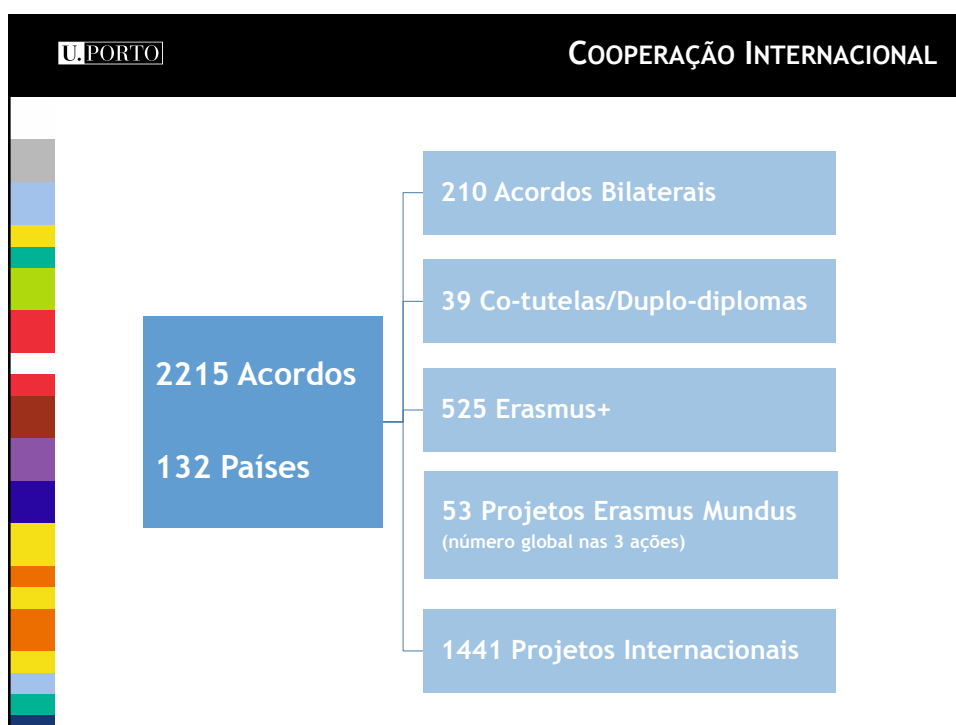 U.PORTO
COOPERAÇÃO INTERNACIONAL
2215 Acordos
132 Países
210 Acordos Bilaterais
39 Co-tutelas/Duplo-diplomas
525 Erasmus+
53 Projetos Erasmus Mundus
(número global nas 3 ações)
1441 Projetos Internacionais